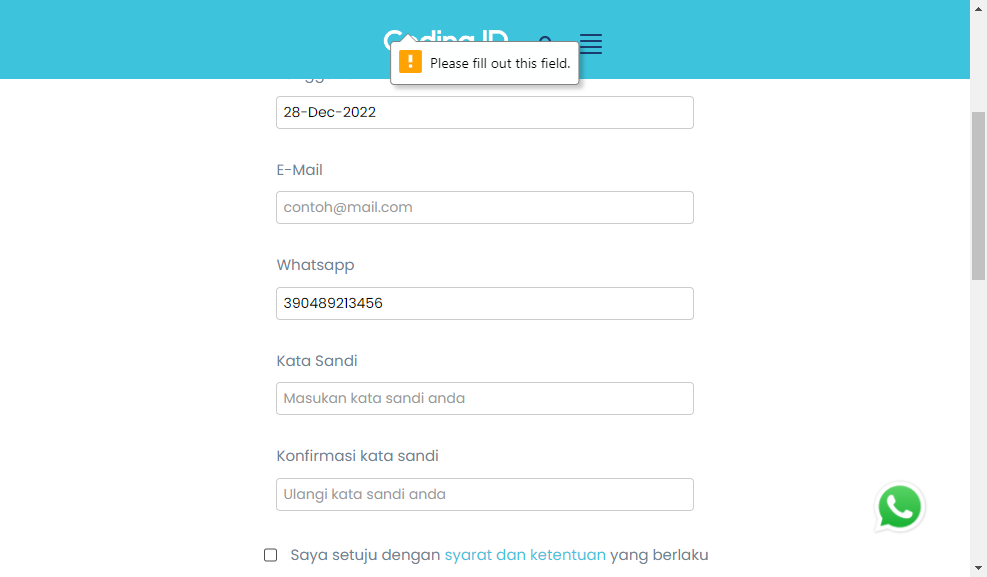 Coding.ID
Please fill out this field.
28-Dec-2022
E-Mail
contoh@mail.com
Whatsapp
390489213456
Kata Sandi
Masukan kata sandi anda
Konfirmasi kata sandi
Ulangi kata sandi anda
Saya setuju dengan syarat dan ketentuan yang berlaku